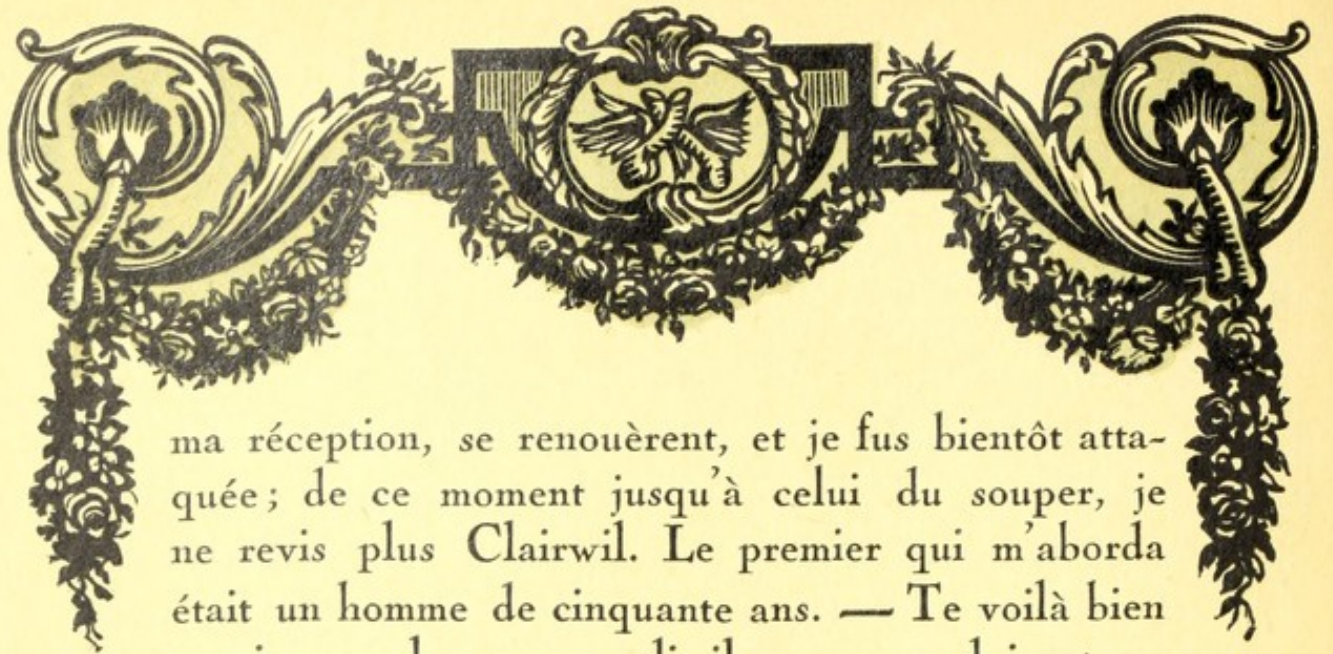 ma réception, se renouèrent, et je fus bientôt atta-
quée; de ce moment jusqu'à celui du souper, je
ne revis plus Clairwil. Le premier qui m'aborda
était un homme de cinquante ans. — Te voilà bien